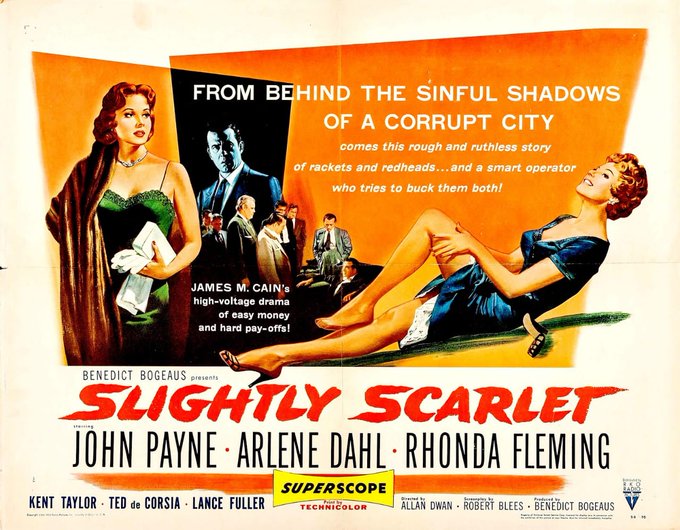 FROM BEHIND THE SINFUL SHADOWS
OF A CORRUPT CITY
comes this rough and ruthless story
of rackets and redheads...and a smart operator
who tries to buck them both!
JAMES M. CAIN's
high-voltage drama
of easy money
and hard pay-offs!
BENEDICT BOGEAUS presents
SLIGHTLY SCARLET
starring
JOHN PAYNE · ARLENE DAHL · RHONDA FLEMING
KENT TAYLOR · TED de CORSIA · LANCE FULLER
SUPERSCOPE
Print by
TECHNICOLOR
Directed by
ALLAN DWAN
Screenplay by
ROBERT BLEES
Produced by
BENEDICT BOGEAUS
RKO
RADIO